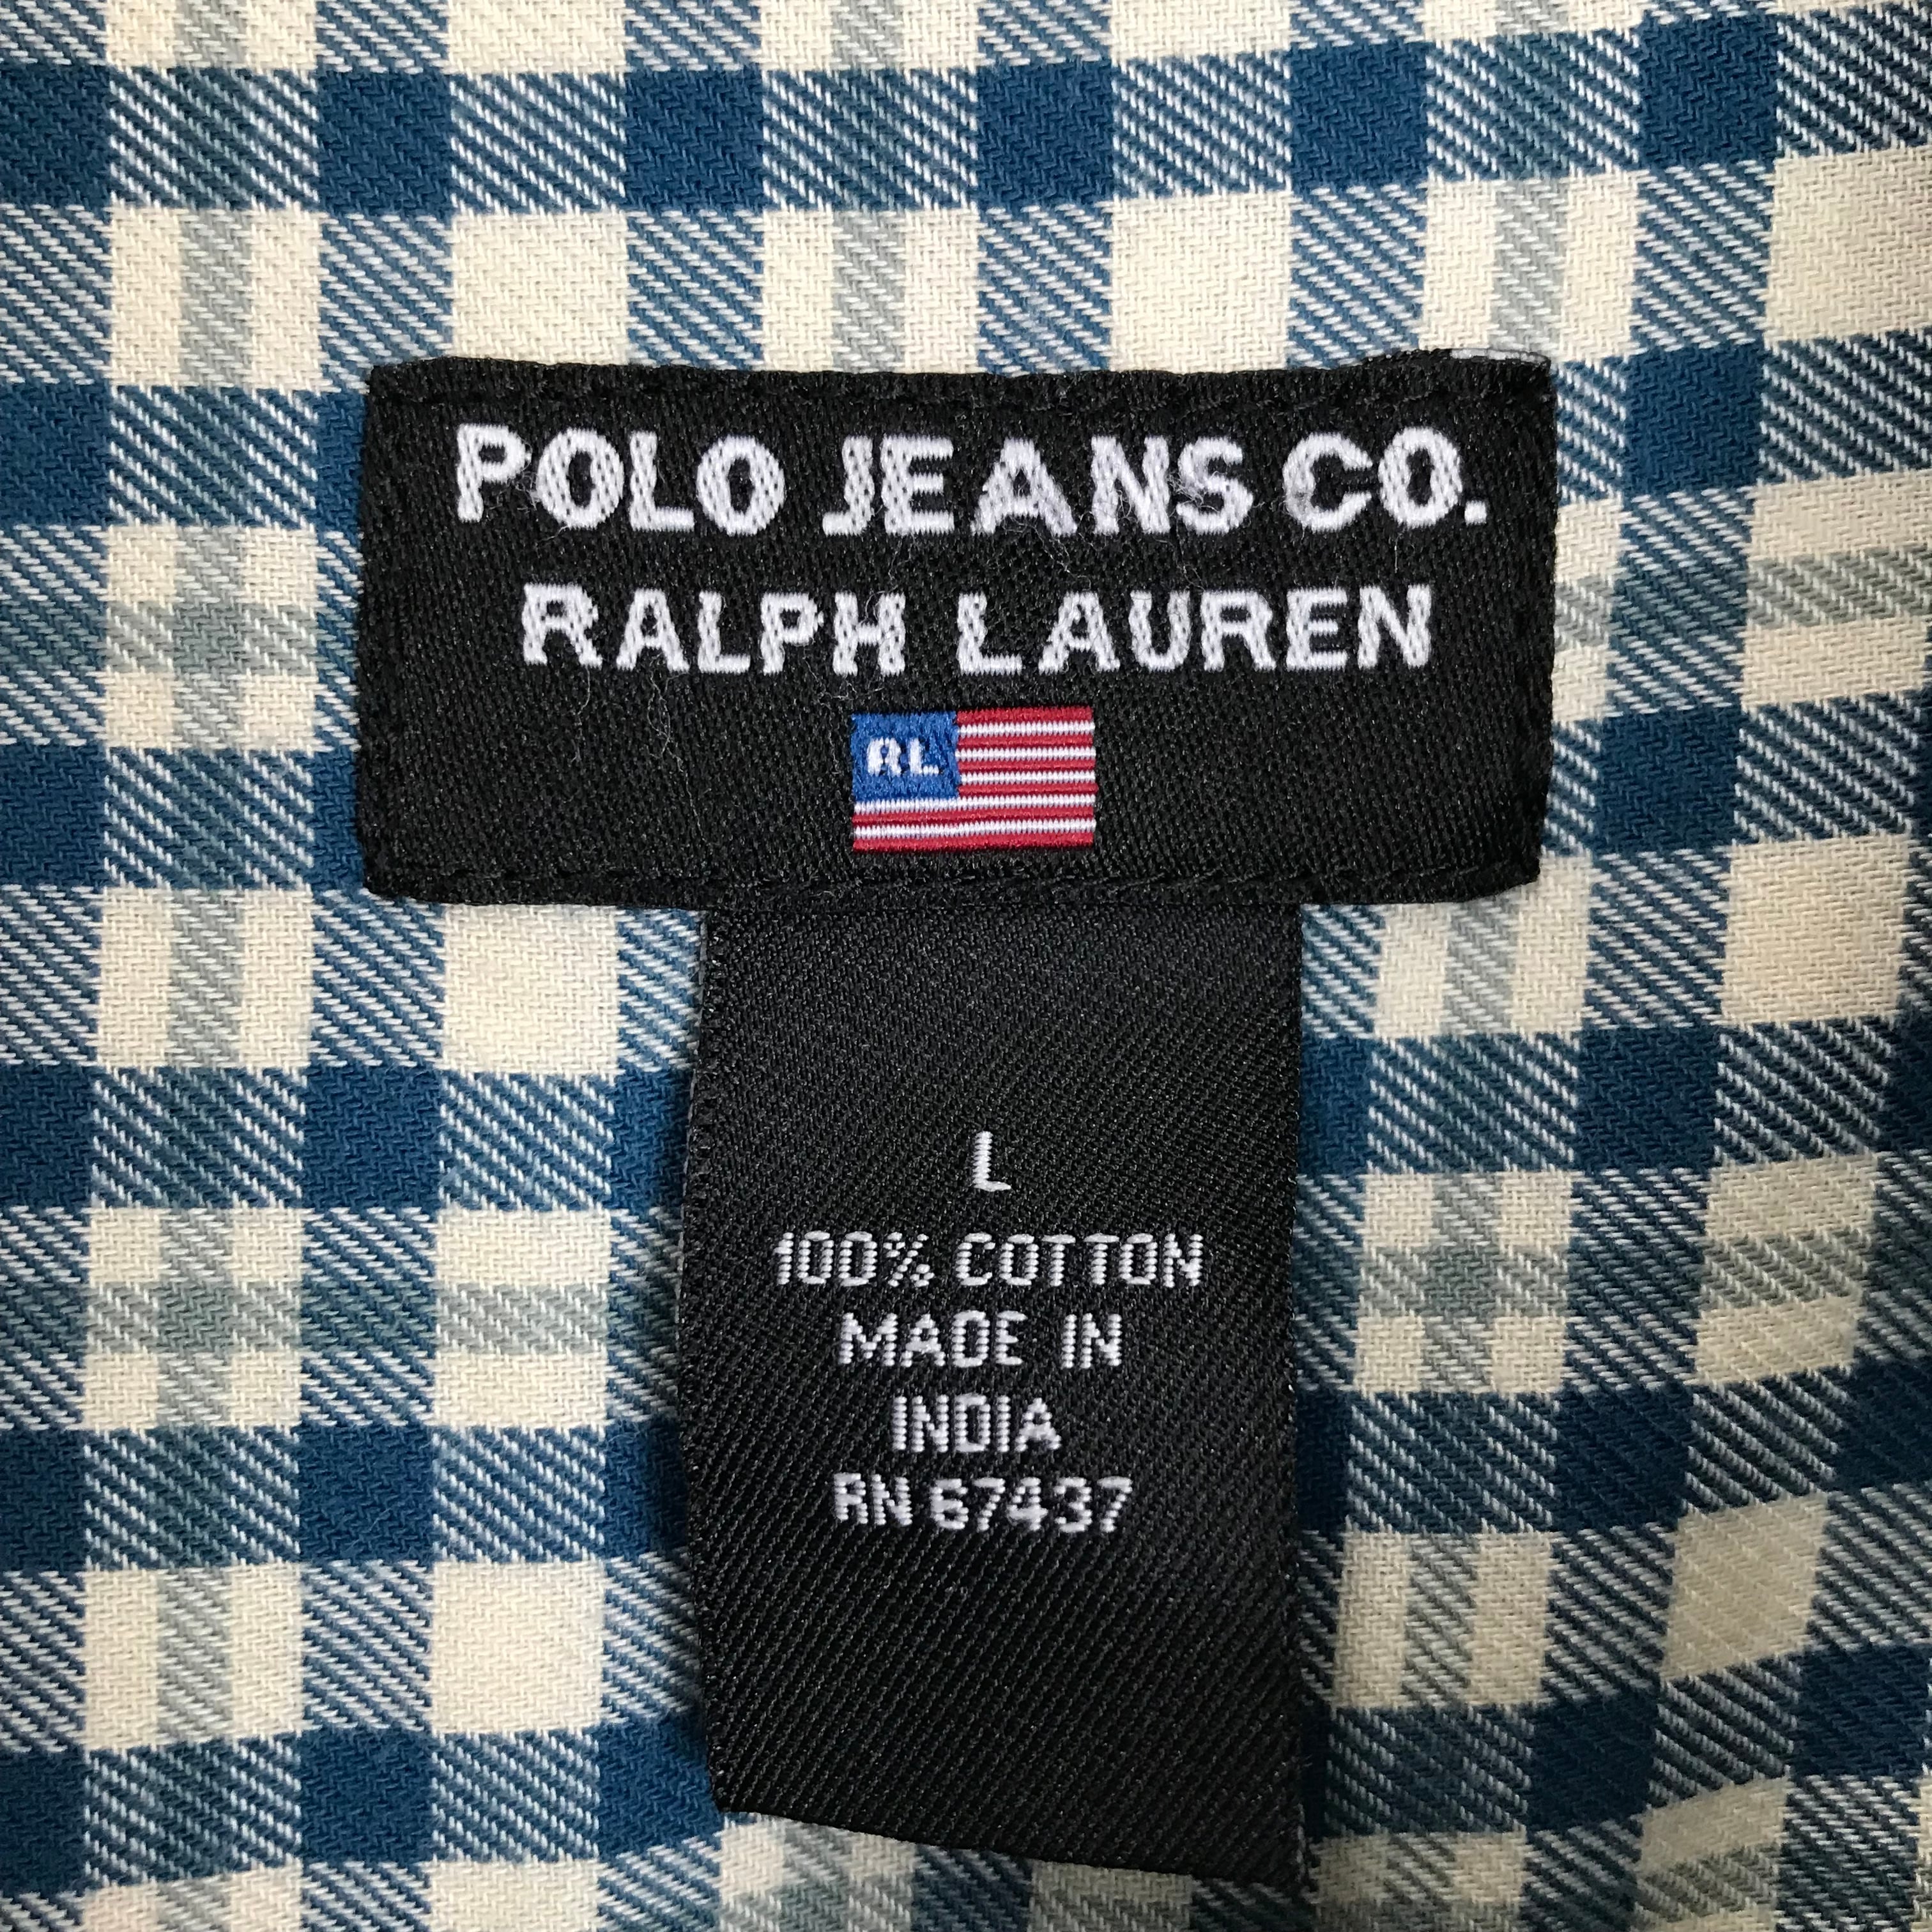 POLO JEANS CO.
RALPH LAUREN
RL
L
100% COTTON
MADE IN
INDIA
RN 67437